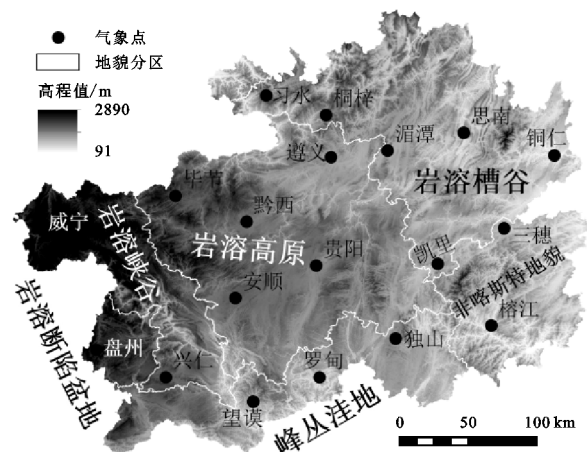 气象点
地貌分区
高程值/m
2890
91
习水
桐梓
思南
湄潭
铜仁
遵义
毕节
岩溶槽谷
威宁
黔西
三穗
岩溶峡谷
岩溶高原
贵阳
凯甲
非喀斯特地貌
安顺
榕江
岩溶断陷盆地
盘州
独山
兴仁
罗甸
望谟
峰丛洼地
0 50 100 km